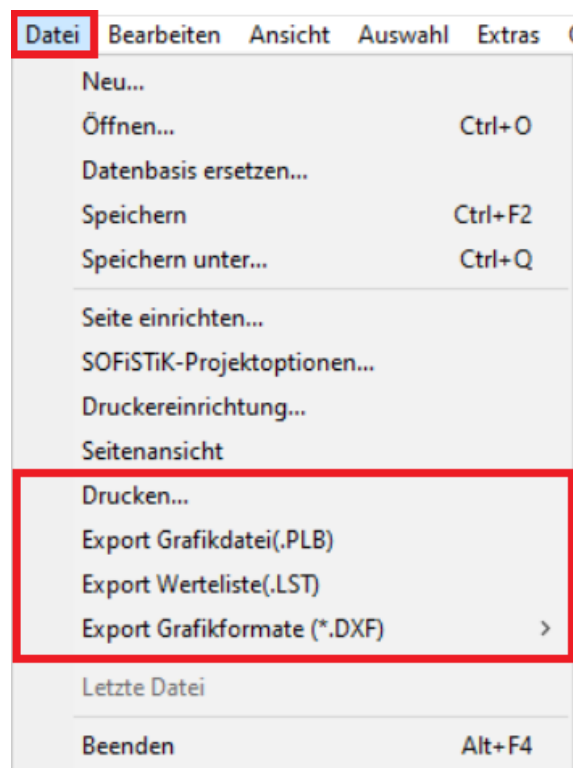 Datei Bearbeiten Ansicht Auswahl Extras
Neu...
Öffnen... Ctrl+O
Datenbasis ersetzen...
Speichern Ctrl+F2
Speichern unter... Ctrl+Q
Seite einrichten...
SOFiSTiK-Projektoptionen...
Druckereinrichtung...
Seitenansicht
Drucken...
Export Grafikdatei(.PLB)
Export Werteliste(.LST)
Export Grafikformate (*.DXF)
Letzte Datei
Beenden Alt+F4